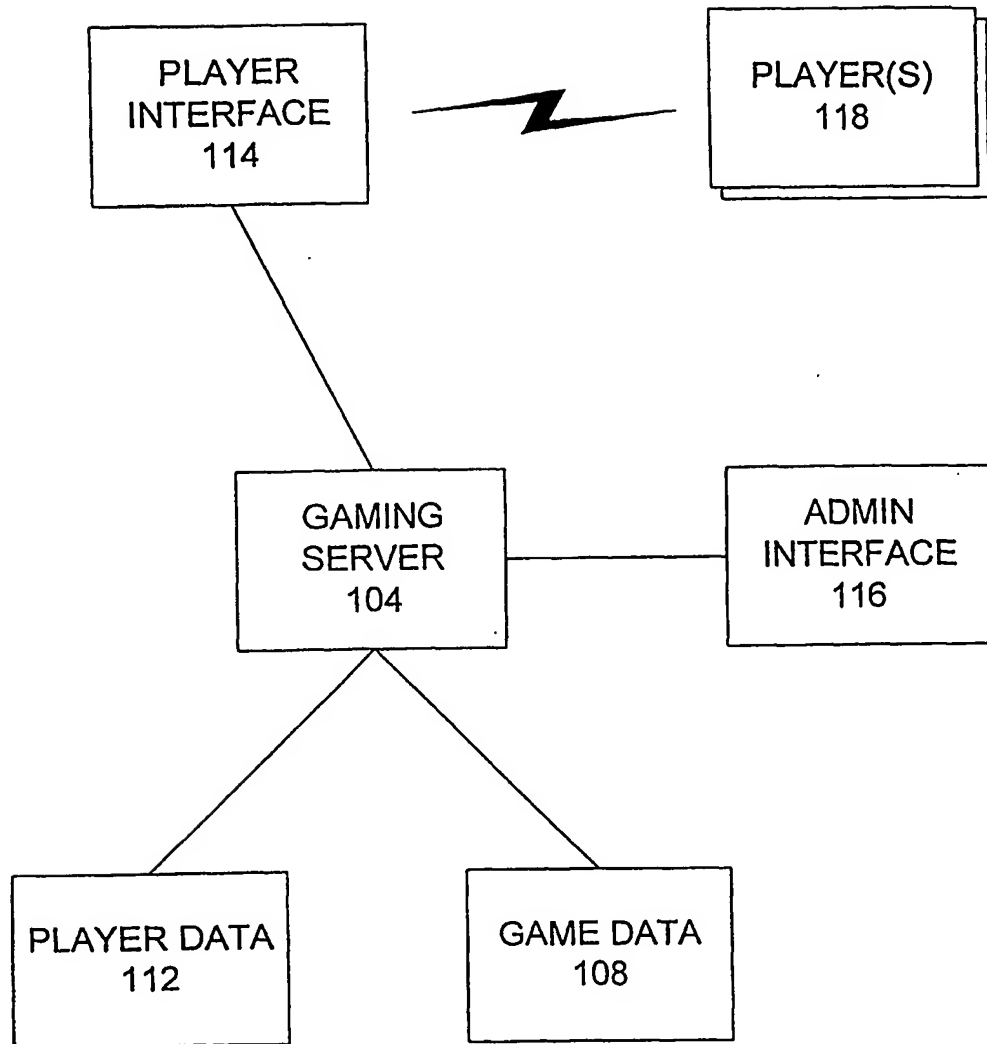 PLAYER
INTERFACE
114
PLAYER(S)
118
GAMING
SERVER
104
ADMIN
INTERFACE
116
PLAYER DATA
112
GAME DATA
108